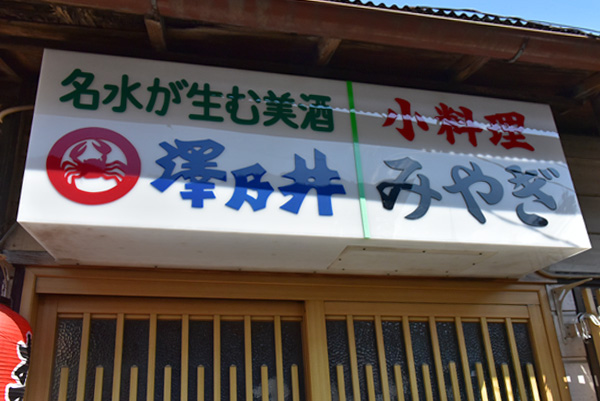 名水が生む美酒
澤乃井
小料理
みやぎ